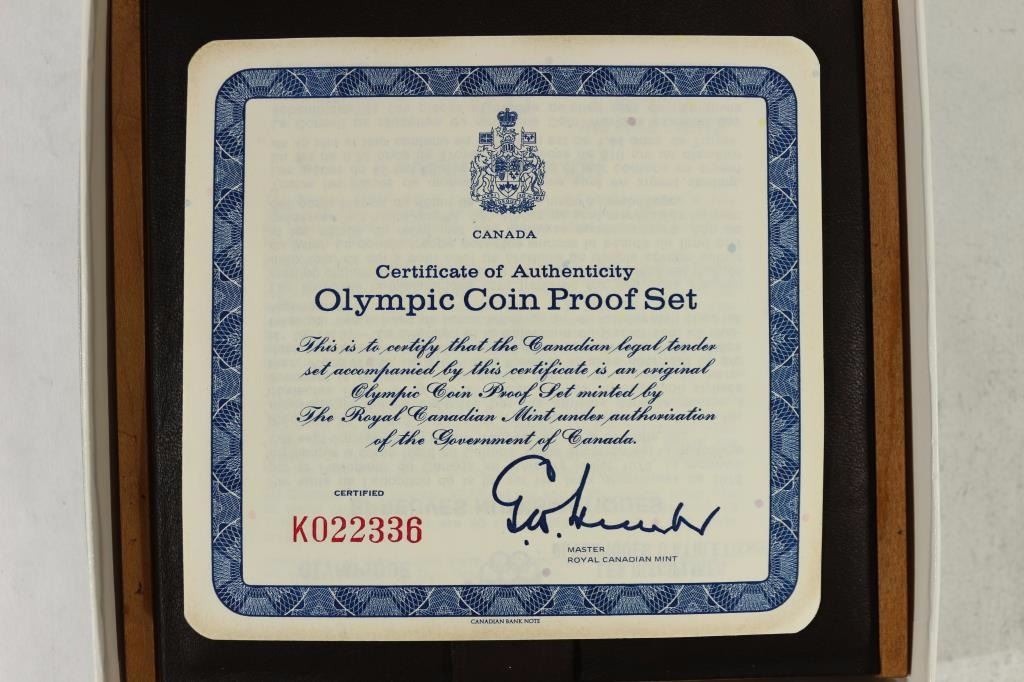 CANADA
Certificate of Authenticity
Olympic Coin Proof Set
This is to certify that the Canadian legal tender
set accompanied by this certificate is an original
Olympic Coin Proof Set minted by
The Royal Canadian Mint under authorization
of the Government of Canada.
CERTIFIED
K022336
MASTER
ROYAL CANADIAN MINT
CANADIAN BANK NOTE